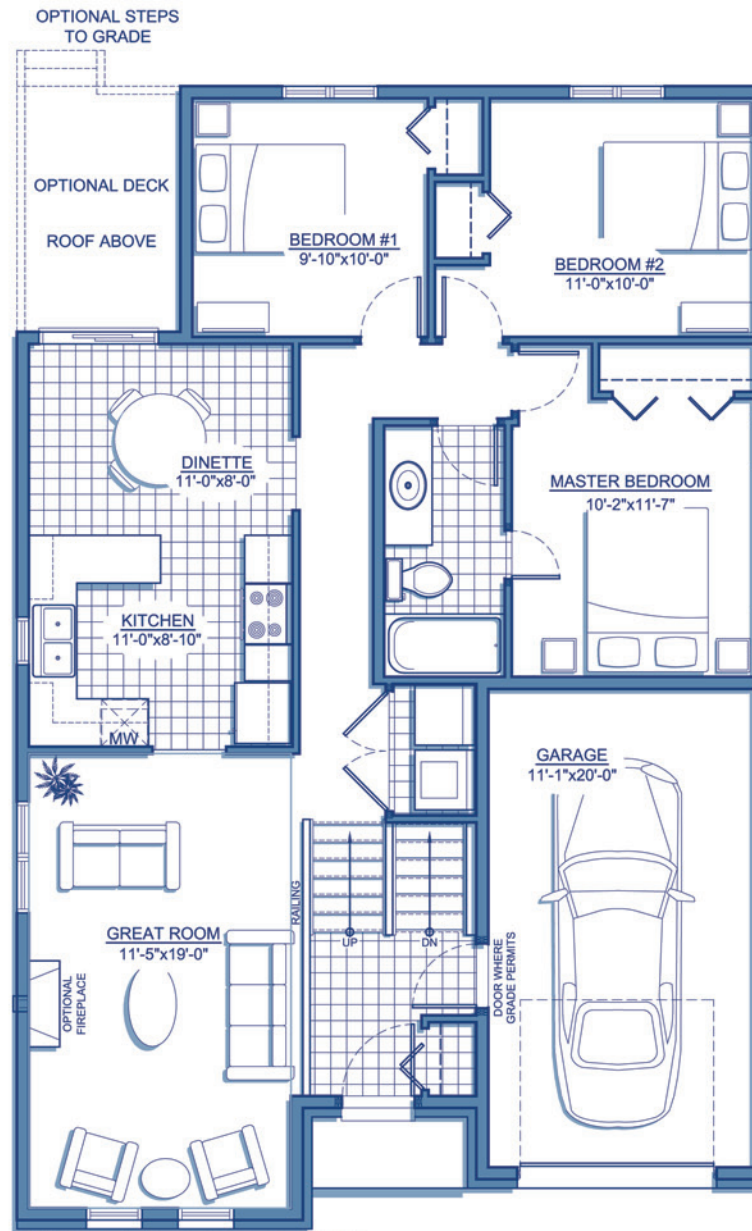 OPTIONAL STEPS
TO GRADE
OPTIONAL DECK
ROOF ABOVE
BEDROOM #1
9'-10"x10'-0"
BEDROOM #2
11'-0"x10'-0"
DINETTE
11'-0"x8'-0"
MASTER BEDROOM
10'-2"x11'-7"
KITCHEN
11'-0"x8'-10"
MW
GARAGE
11'-1"x20'-0"
GREAT ROOM
11'-5"x19'-0"
RAILING
UP
DN
DOOR WHERE
GRADE PERMITS
OPTIONAL
FIREPLACE